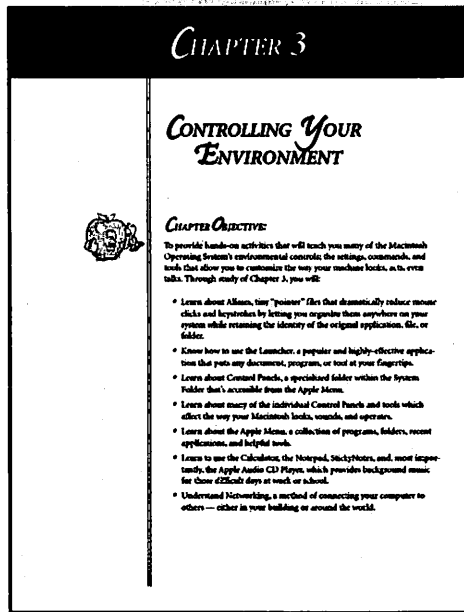 CHAPTER 3
CONTROLLING YOUR
ENVIRONMENT
CHAPTER OBJECTIVE:
To provide hands-on activities that will teach you many of the Macintosh
Operating System's environmental controls; the settings, commands, and
tools that allow you to customize the way your machine looks, acts, even
talks. Through study of Chapter 3, you will:
• Learn about Aliases, tiny "pointer" files that dramatically reduce mouse
clicks and keystrokes by letting you organize them anywhere on your
system while retaining the identity of the original application, file, or
folder.
• Know how to use the Launcher, a popular and highly-effective applica-
tion that puts any document, program, or tool at your fingertips.
• Learn about Control Panels, a specialized folder within the System
Folder that's accessible from the Apple Menu.
• Learn about many of the individual Control Panels and tools which
affect the way your Macintosh looks, sounds, and operates.
• Learn about the Apple Menu, a collection of programs, folders, recent
applications, and helpful tools.
• Learn to use the Calculator, the Notepad, StickyNotes, and, most impor-
tantly, the Apple Audio CD Player, which provides background music
for those difficult days at work or school.
• Understand Networking, a method of connecting your computer to
others — either in your building or around the world.